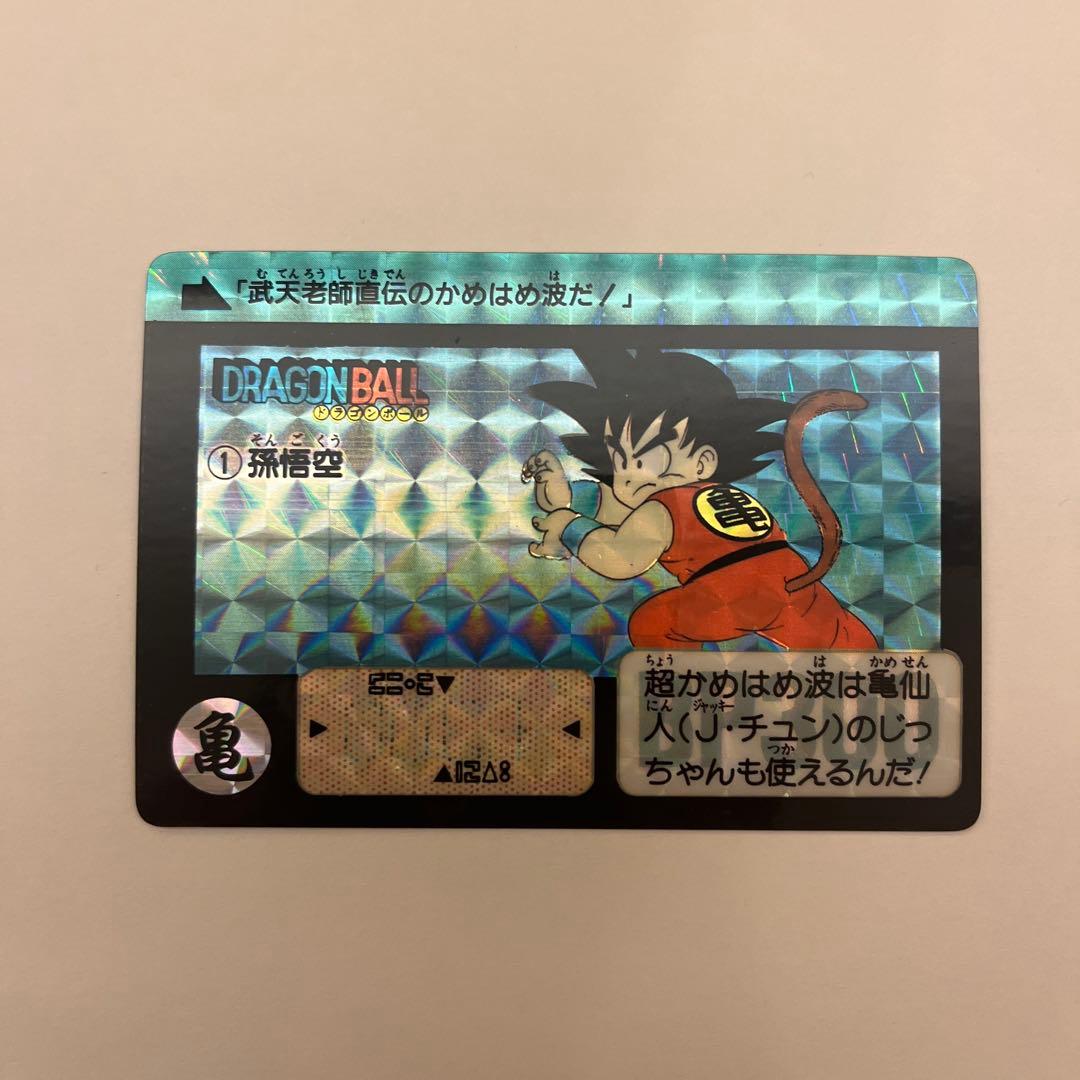 「武天老師直伝のかめはめ波だ!」
DRAGON BALL
ドラゴンボール
①孫悟空
亀
超かめはめ波は亀仙
人(J・チュン)のじっ
ちゃんも使えるんだ!
亀